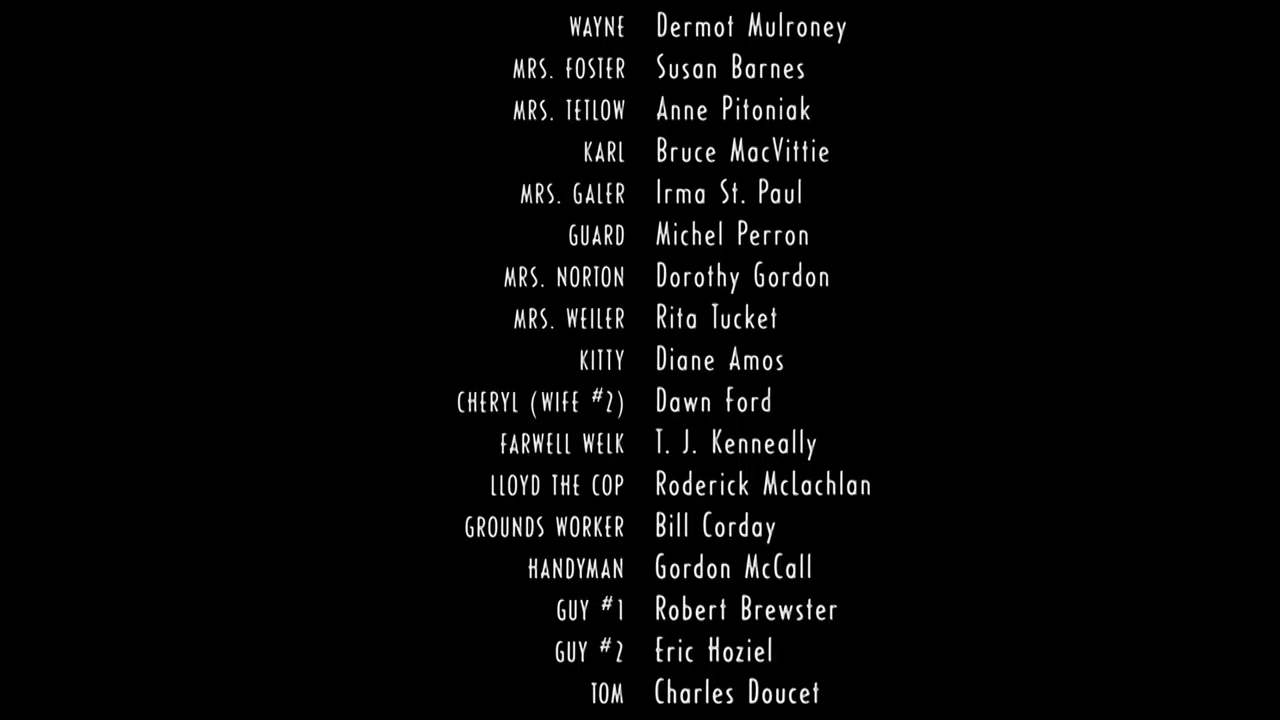 WAYNE Dermot Mulroney
MRS. FOSTER Susan Barnes
MRS. TETLOW Anne Pitoniak
KARL Bruce MacVittie
MRS. GALER Irma St. Paul
GUARD Michel Perron
MRS. NORTON Dorothy Gordon
MRS. WEILER Rita Tucket
KITTY Diane Amos
CHERYL (WIFE #2) Dawn Ford
FARWELL WELK T. J. Kenneally
LLOYD THE COP Roderick McLachlan
GROUNDS WORKER Bill Corday
HANDYMAN Gordon McCall
GUY #1 Robert Brewster
GUY #2 Eric Hoziel
TOM Charles Doucet